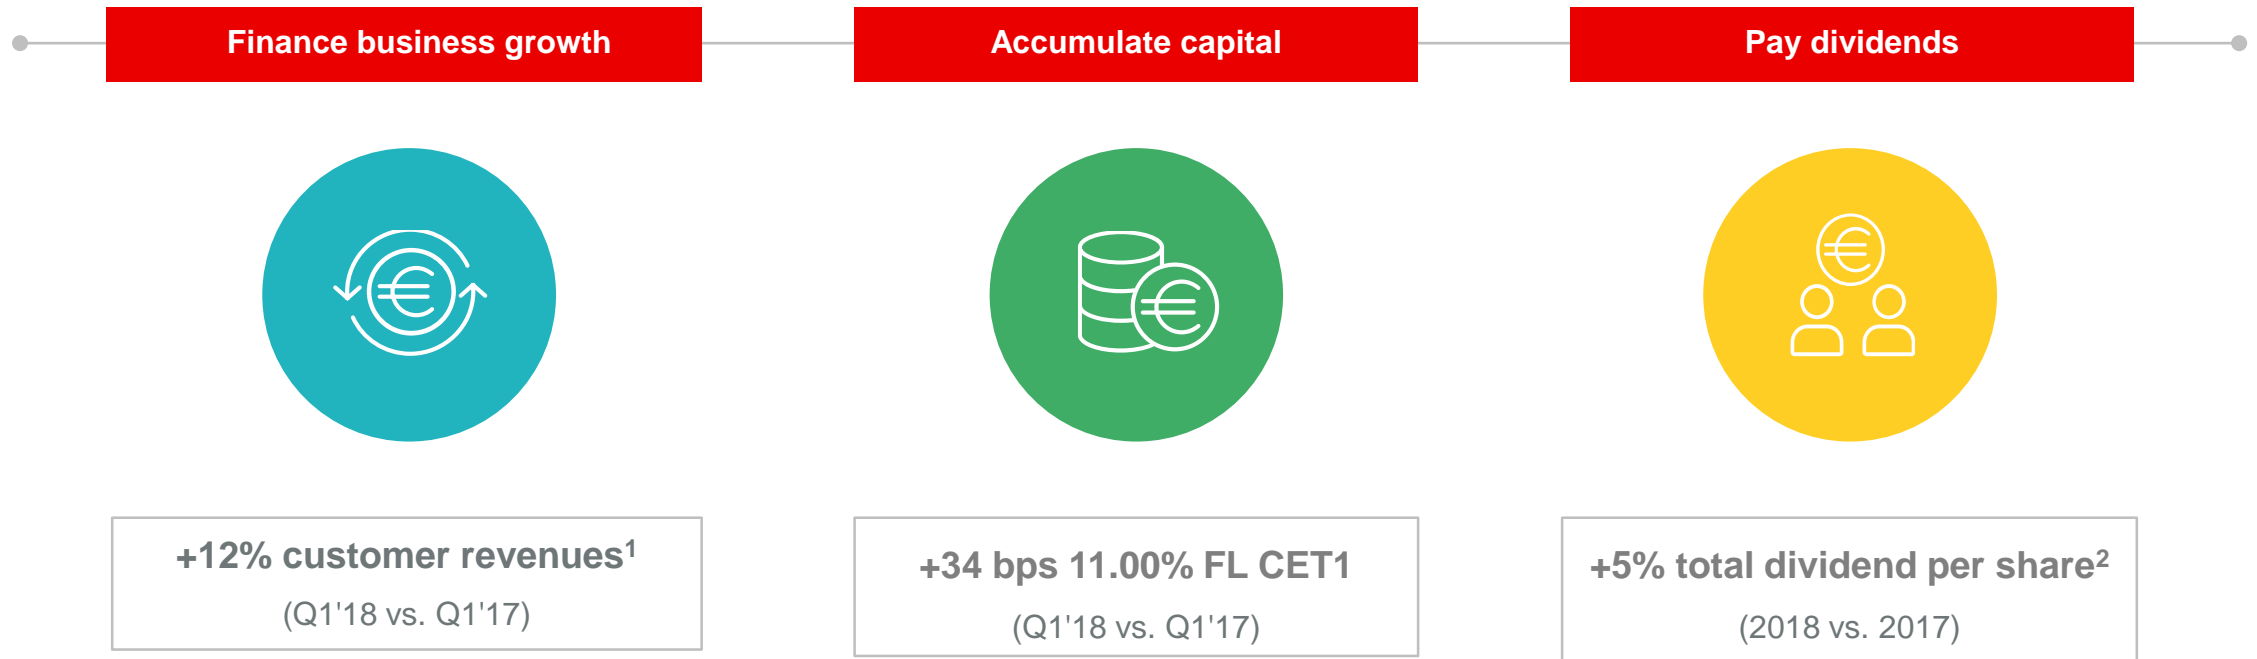 Finance business growth
Accumulate capital
Pay dividends
+12% customer revenues¹
(Q1'18 vs. Q1'17)
+34 bps 11.00% FL CET1
(Q1'18 vs. Q1'17)
+5% total dividend per share²
(2018 vs. 2017)